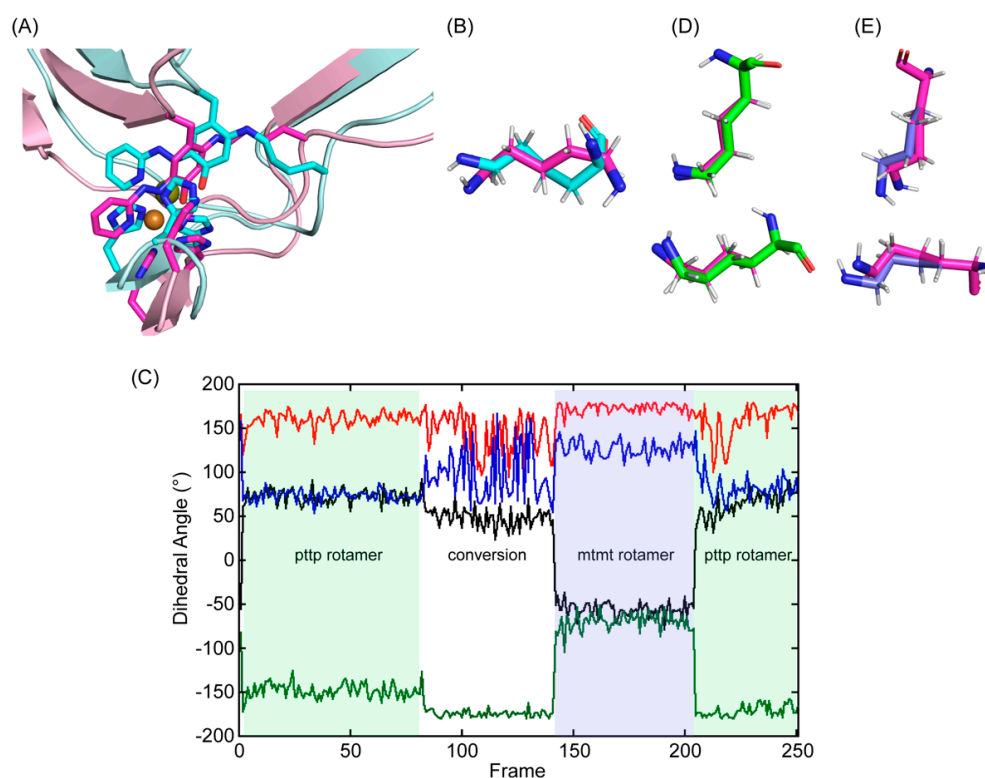 (A)
(B)
(D)
(E)
(C)
200
150
100
50
0
-50
-100
-150
-200
Dihedral Angle (°)
pttp rotamer
conversion
mtmt rotamer
pttp rotamer
0
50
100
150
200
250
Frame